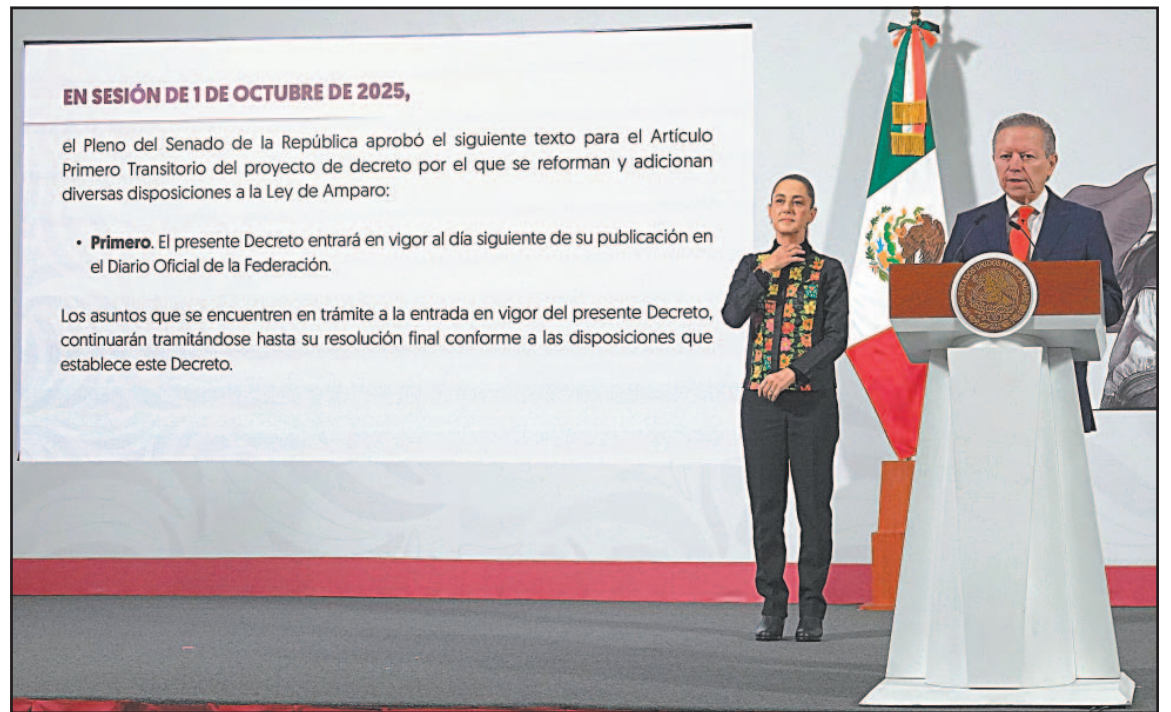 EN SESIÓN DE 1 DE OCTUBRE DE 2025,
el Pleno del Senado de la República aprobó el siguiente texto para el Artículo
Primero Transitorio del proyecto de decreto por el que se reforman y adicionan
diversas disposiciones a la Ley de Amparo:
• Primero. El presente Decreto entrará en vigor al día siguiente de su publicación en
el Diario Oficial de la Federación.
Los asuntos que se encuentren en trámite a la entrada en vigor del presente Decreto,
continuarán tramitándose hasta su resolución final conforme a las disposiciones que
establece este Decreto.
ESTADOS UNIDOS MEXICANOS